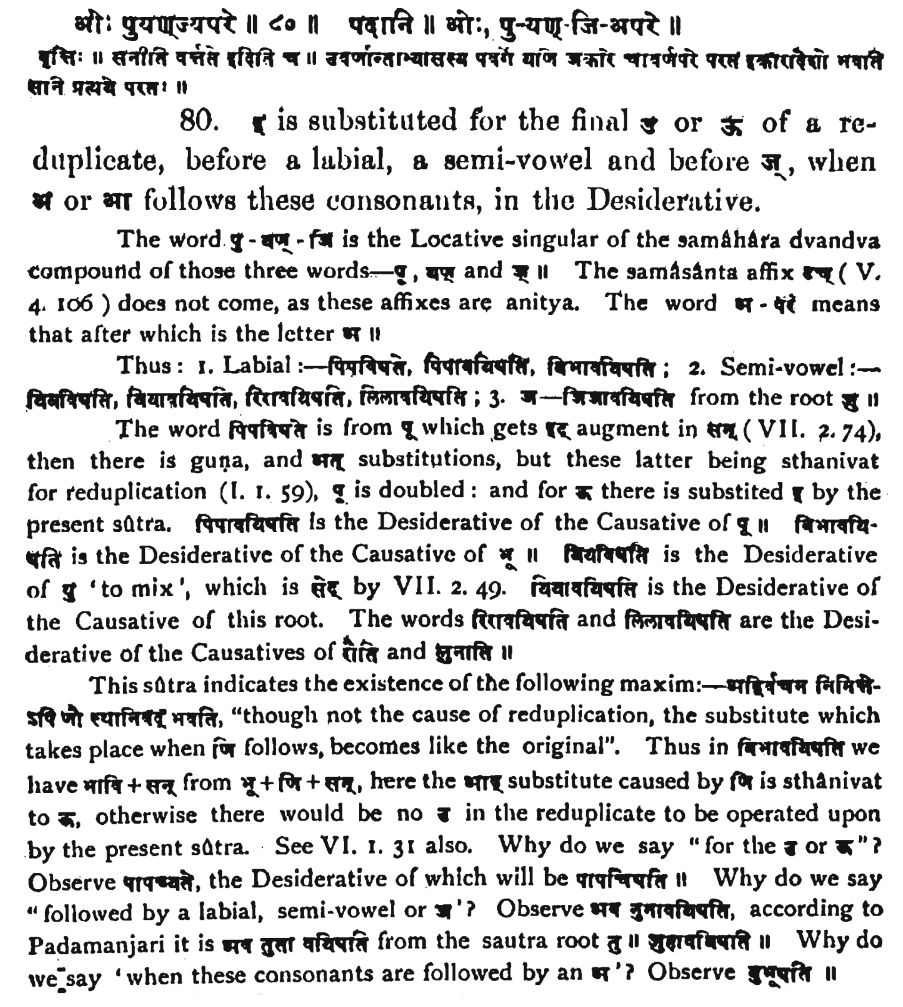 ओः पुयण्ज्यपरे ॥ ८० ॥ पदानि ॥ ओः, पु-यण्-जि-अपरे ॥
वृत्तिः ॥ सनीति वर्त्तते इदिति च ॥ उवर्णान्ताभ्यासस्य पवर्गे यणि जकारे चावर्णपरे परत इकारादेशो भवति
सनि प्रत्यये परतः ॥
80. इ is substituted for the final उ or ऊ of a re-
duplicate, before a labial, a semi-vowel and before ज्, when
अ or आ follows these consonants, in the Desiderative.
The word पु-यण्-जि is the Locative singular of the samâhâra dvandva
compound of those three words—पु, यण् and ज् ॥ The samâsânta affix टच् ( V.
4. 106 ) does not come, as these affixes are anitya. The word अ-परे means
that after which is the letter अ ॥
Thus : 1. Labial :—पिपविषते, पिपावयिषति, बिभावयिषति ; 2. Semi-vowel :—
यियविषति, यियावयिषति, रिरावयिषति, लिलावयिषति ; 3. ज—जिजावयिषति from the root जु ॥
The word पिपविषते is from पू which gets इट् augment in सन् ( VII. 2. 74),
then there is guṇa, and अव् substitutions, but these latter being sthanivat
for reduplication (I. 1. 59), पू is doubled : and for ऊ there is substited इ by the
present sûtra. पिपावयिषति is the Desiderative of the Causative of पू ॥ बिभावयि-
षति is the Desiderative of the Causative of भू ॥ यियविषति is the Desiderative
of यु 'to mix', which is सेट् by VII. 2. 49. यियावयिषति is the Desiderative of
the Causative of this root. The words रिरावयिषति and लिलावयिषति are the Desi-
derative of the Causatives of रौति and लुनाति ॥
This sûtra indicates the existence of the following maxim:—अद्विर्वचन निमित्ते-
ऽपि णौ स्थानिवद् भवति, "though not the cause of reduplication, the substitute which
takes place when णि follows, becomes like the original". Thus in बिभावयिषति we
have भावि + सन् from भू + णि + सन्, here the आव् substitute caused by णि is sthânivat
to ऊ, otherwise there would be no उ in the reduplicate to be operated upon
by the present sûtra. See VI. 1. 31 also. Why do we say "for the उ or ऊ"?
Observe पापच्यते, the Desiderative of which will be पापचिषति ॥ Why do we say
"followed by a labial, semi-vowel or ज'? Observe अव नुनावयिषति, according to
Padamanjari it is अव तुता वयिषति from the sautra root तु ॥ जुहावयिषति ॥ Why do
we say 'when these consonants are followed by an अ'? Observe बुभूषति ॥